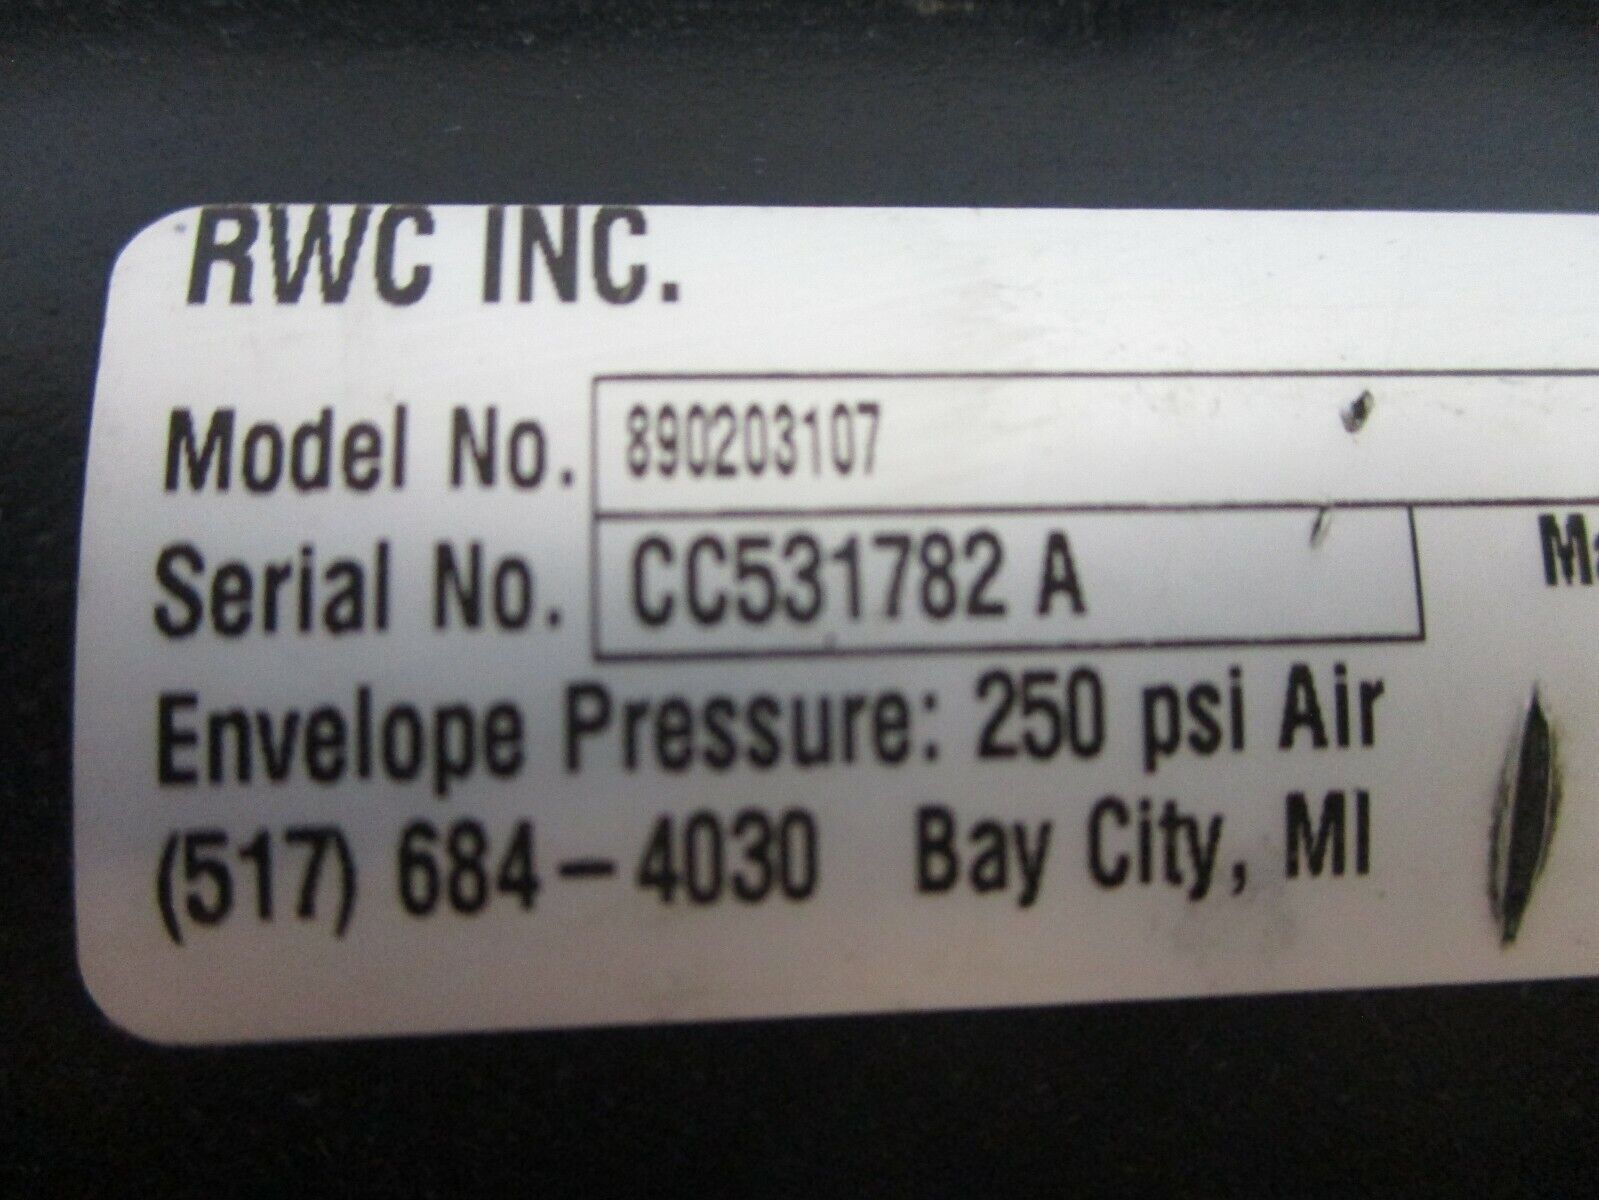 RWC INC.
Model No. 890203107
Serial No. CC531782 A
Envelope Pressure: 250 psi Air
(517) 684-4030 Bay City, MI